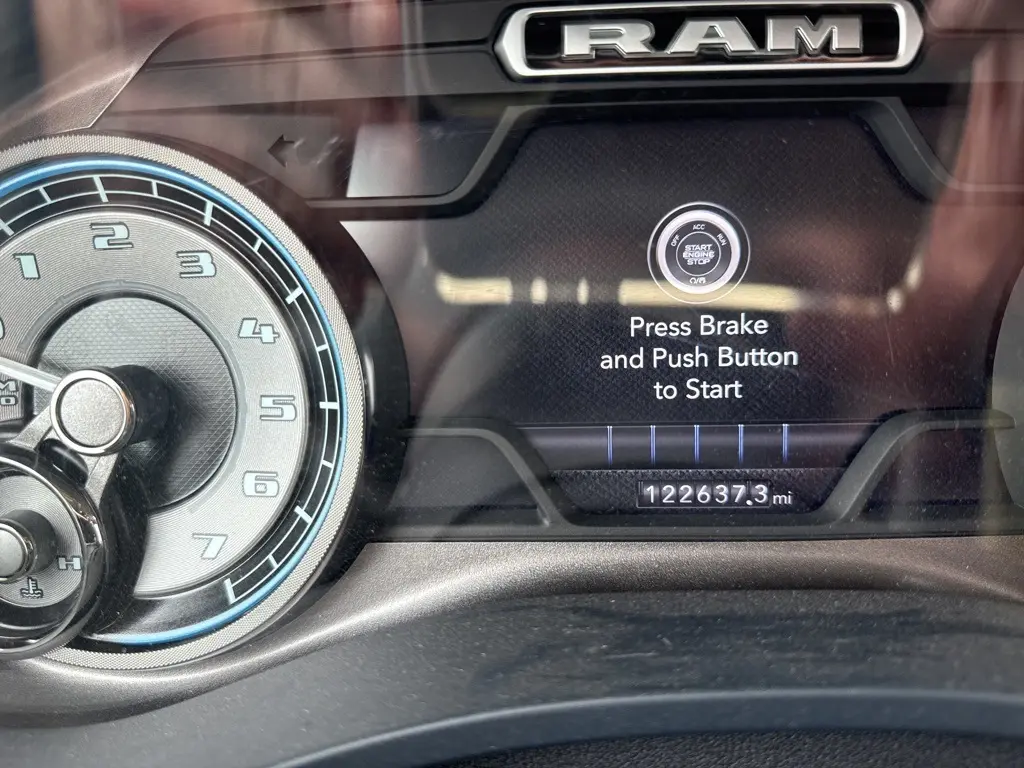 RAM
1
2
3
4
5
6
7
H
OFF
ACC
RUN
START
ENGINE
STOP
Press Brake
and Push Button
to Start
122637.3 mi